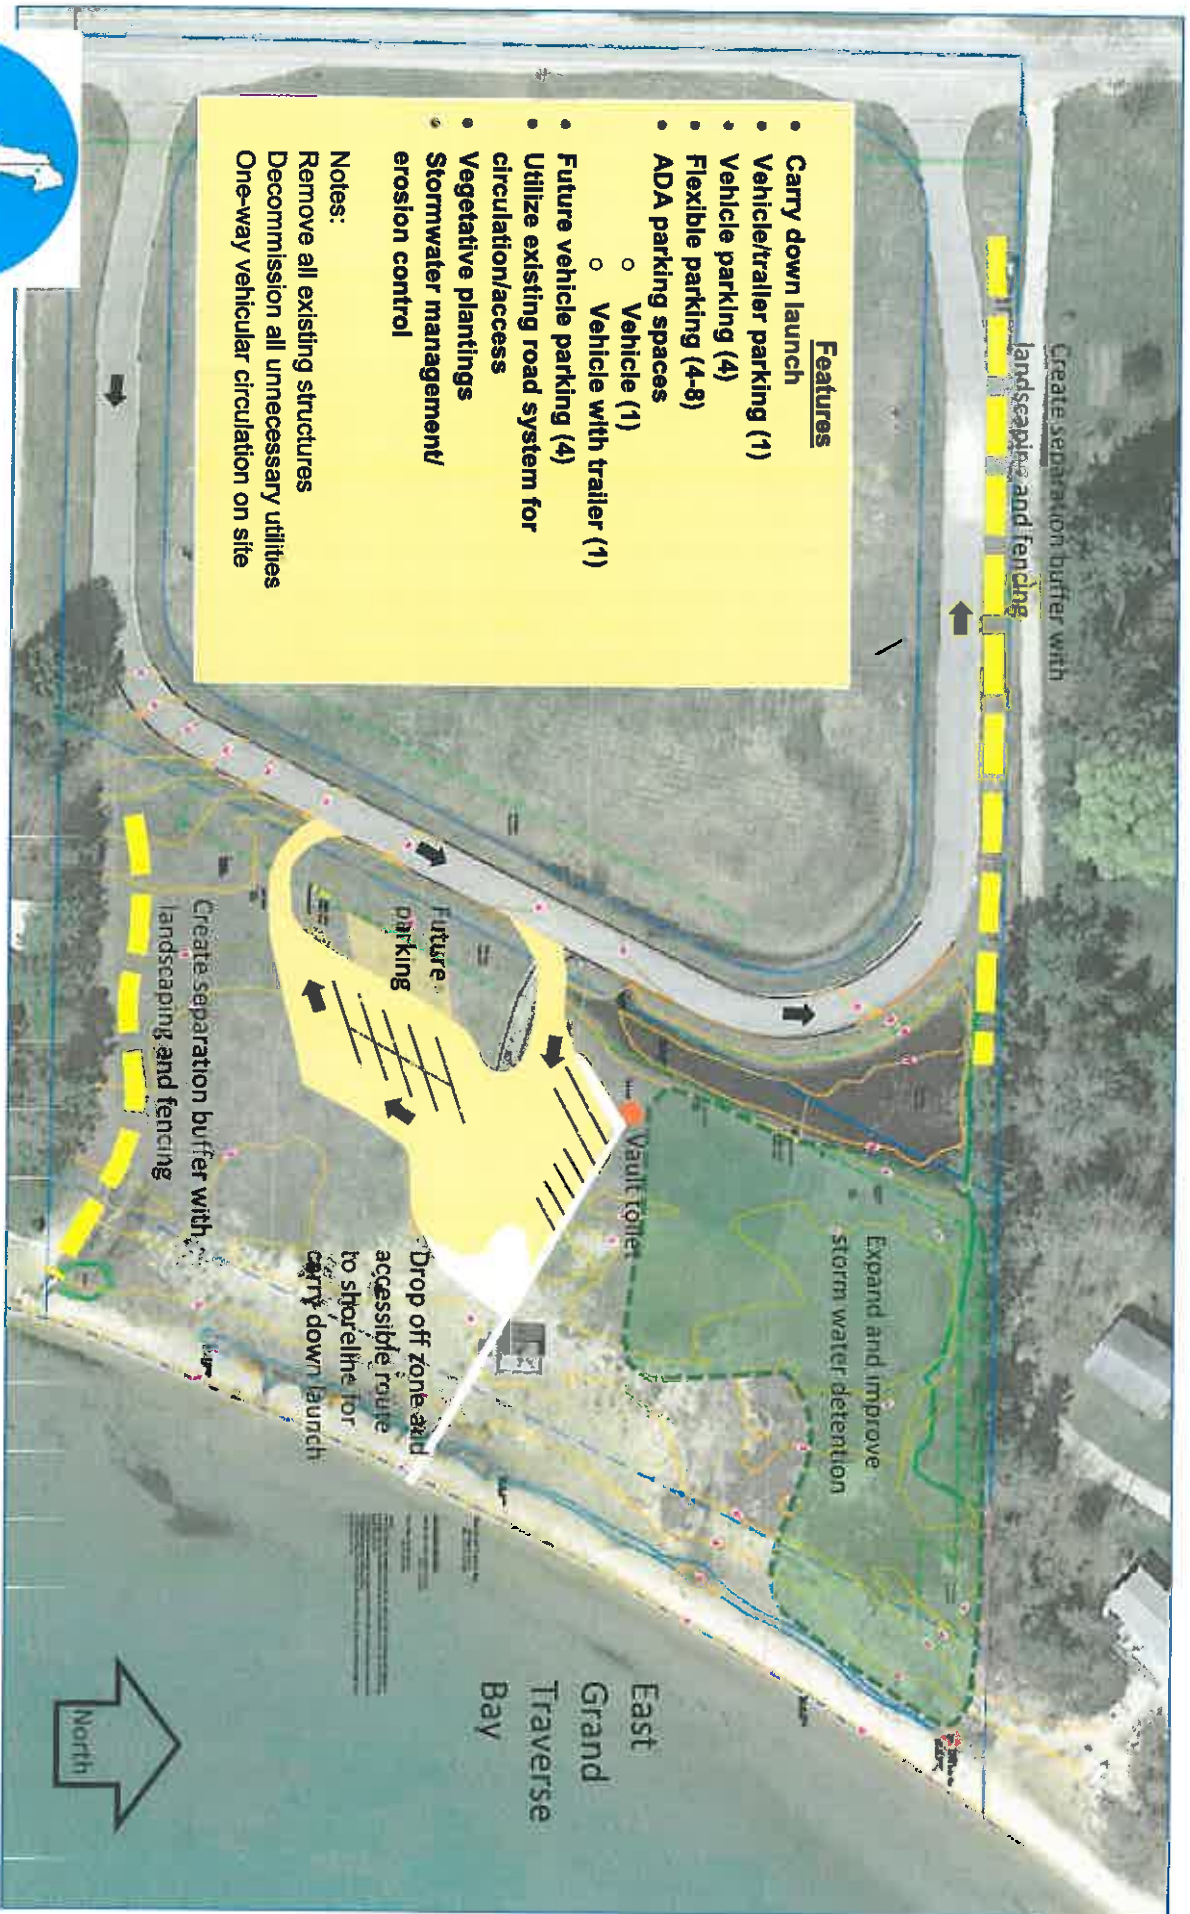 Create separation buffer with
landscaping and fencing
Features
• Carry down launch
• Vehicle/trailer parking (1)
• Vehicle parking (4)
• Flexible parking (4-8)
• ADA parking spaces
○ Vehicle (1)
○ Vehicle with trailer (1)
• Future vehicle parking (4)
• Utilize existing road system for
circulation/access
• Vegetative plantings
• Stormwater management/
erosion control
Notes:
Remove all existing structures
Decommission all unnecessary utilities
One-way vehicular circulation on site
Future
parking
Create separation buffer with
landscaping and fencing
Vault toilet
Expand and improve
storm water detention
Drop off zone and
accessible route
to shoreline for
carry down launch
East
Grand
Traverse
Bay
North